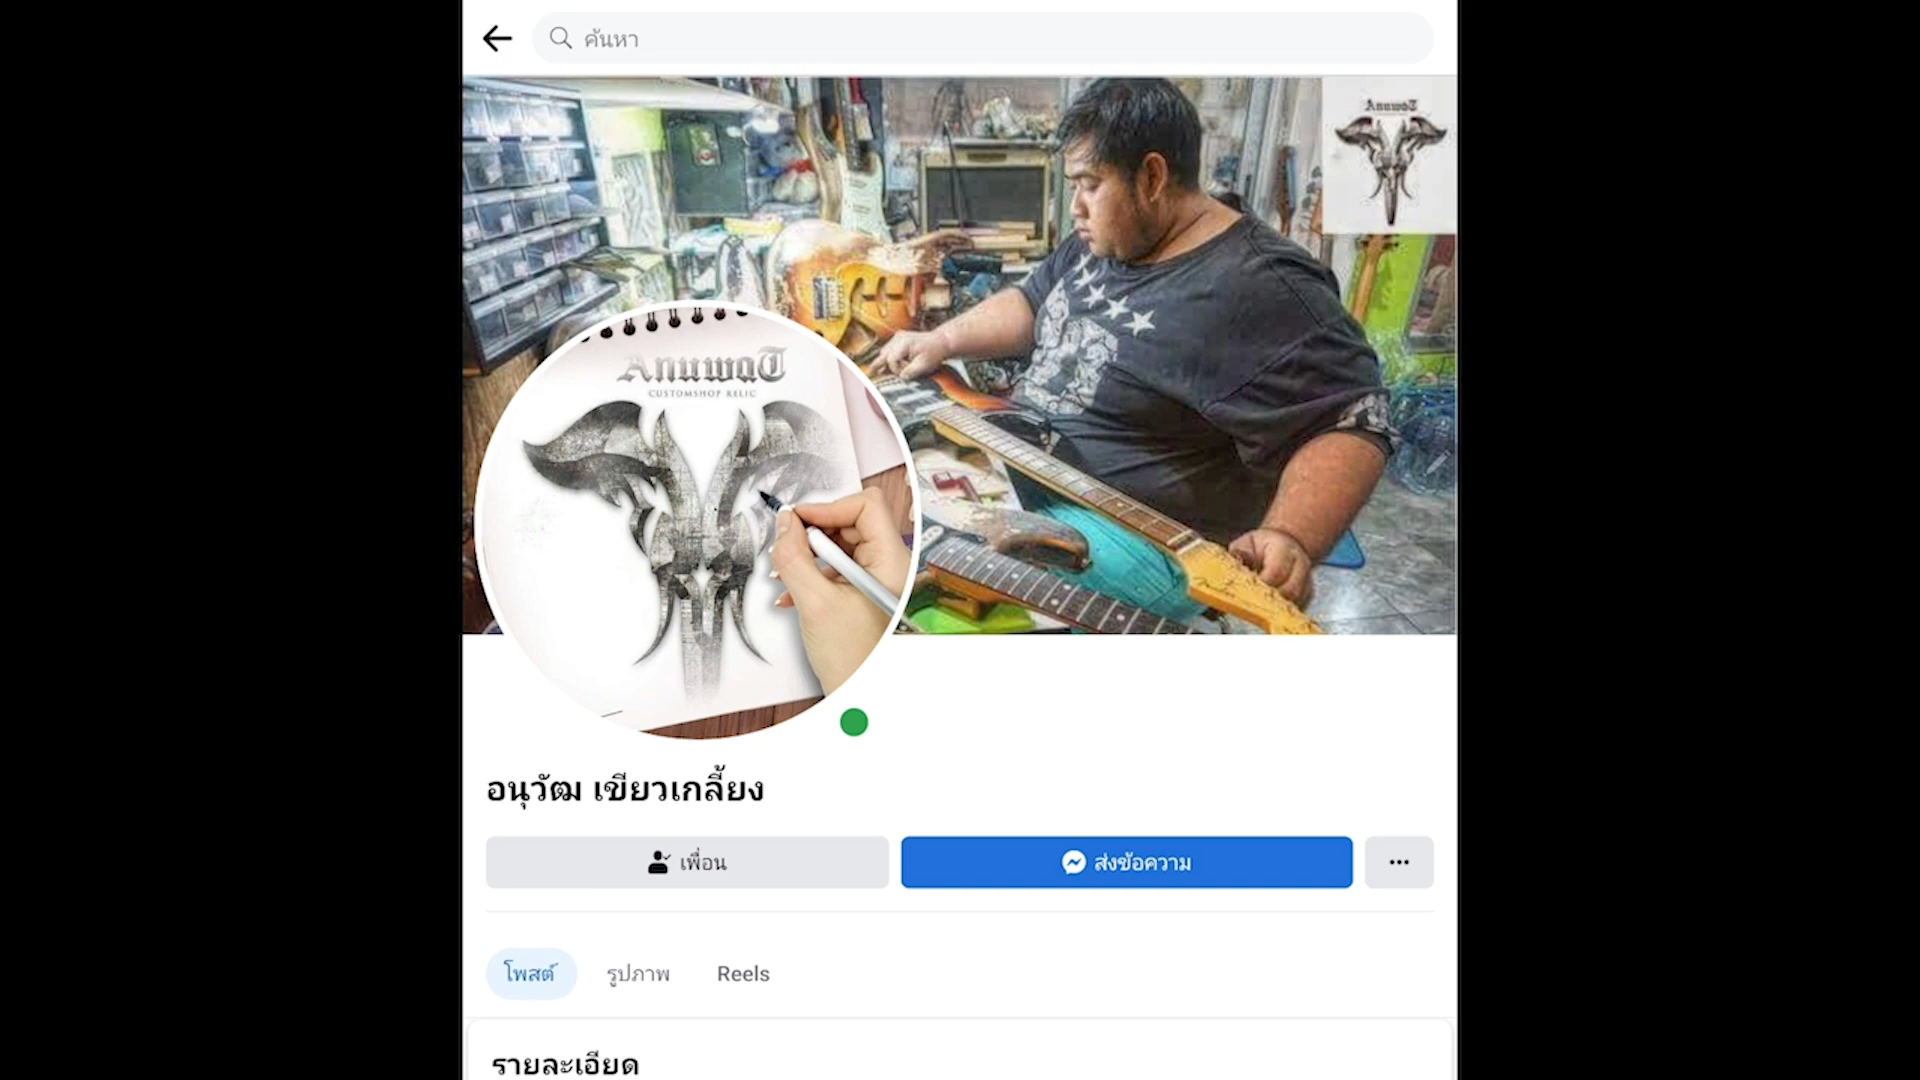 ค้นหา
AnuwaT
AnuwaT
CUSTOMSHOP RELIC
อนุวัฒ เขียวเกลี้ยง
เพื่อน
ส่งข้อความ
โพสต์
รูปภาพ
Reels
รายละเอียด